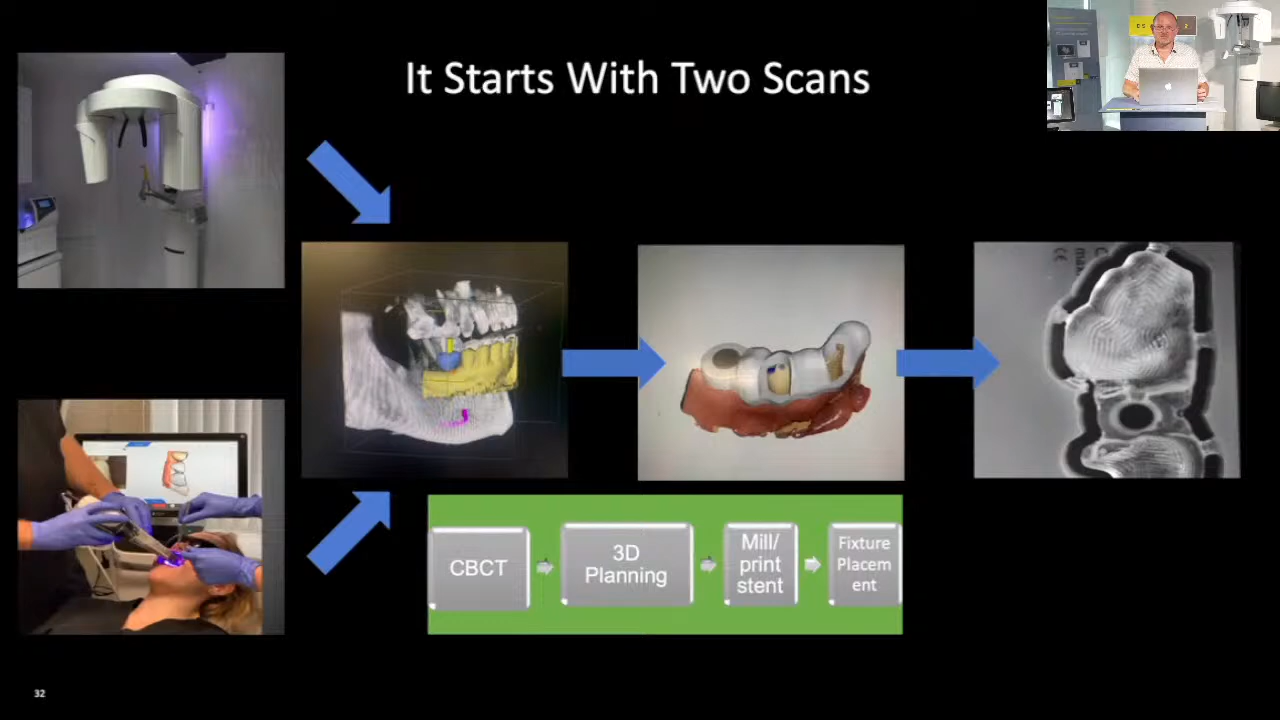 It Starts With Two Scans
CBCT
3D
Planning
Mill/
print
stent
Fixture
Placem
ent
32